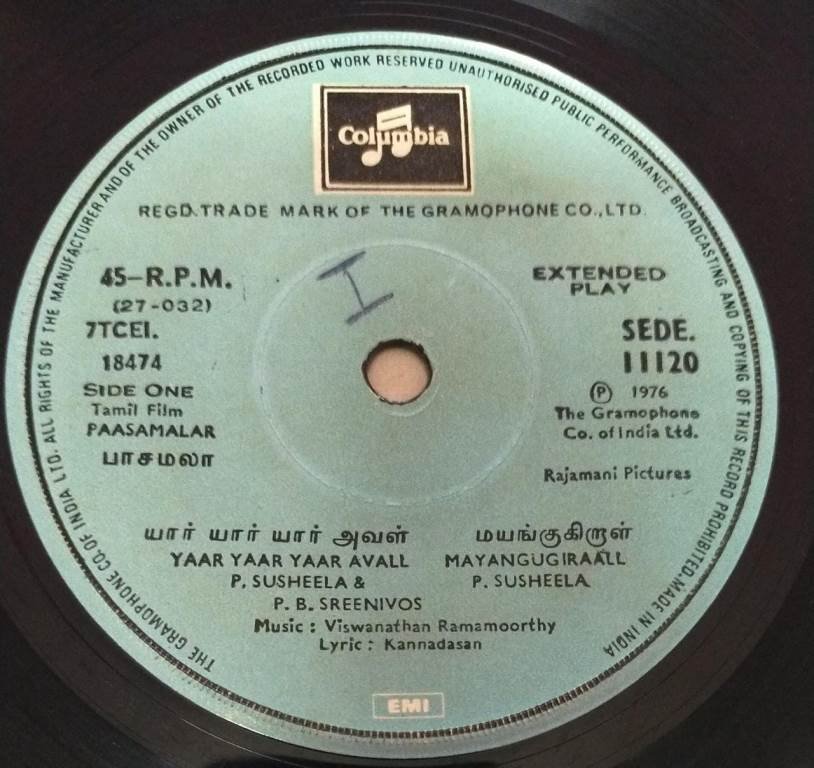 THE GRAMOPHONE CO. OF INDIA LTD. ALL RIGHTS OF THE MANUFACTURER AND OF THE OWNER OF THE RECORDED WORK RESERVED UNAUTHORISED PUBLIC PERFORMANCE BROADCASTING AND COPYING OF THIS RECORD PROHIBITED. MADE IN INDIA
Columbia
REGD. TRADE MARK OF THE GRAMOPHONE CO., LTD.
I
45-R.P.M.
(27-032)
7TCEI.
18474
SIDE ONE
Tamil Film
PAASAMALAR
பாசமலர்
EXTENDED
PLAY
SEDE.
11120
Ⓟ 1976
The Gramophone
Co. of India Ltd.
Rajamani Pictures
யார் யார் யார் அவள் மயங்குகிறாள்
YAAR YAAR YAAR AVALL MAYANGUGIRAALL
P. SUSHEELA & P. SUSHEELA
P. B. SREENIVOS
Music : Viswanathan Ramamoorthy
Lyric : Kannadasan
EMI